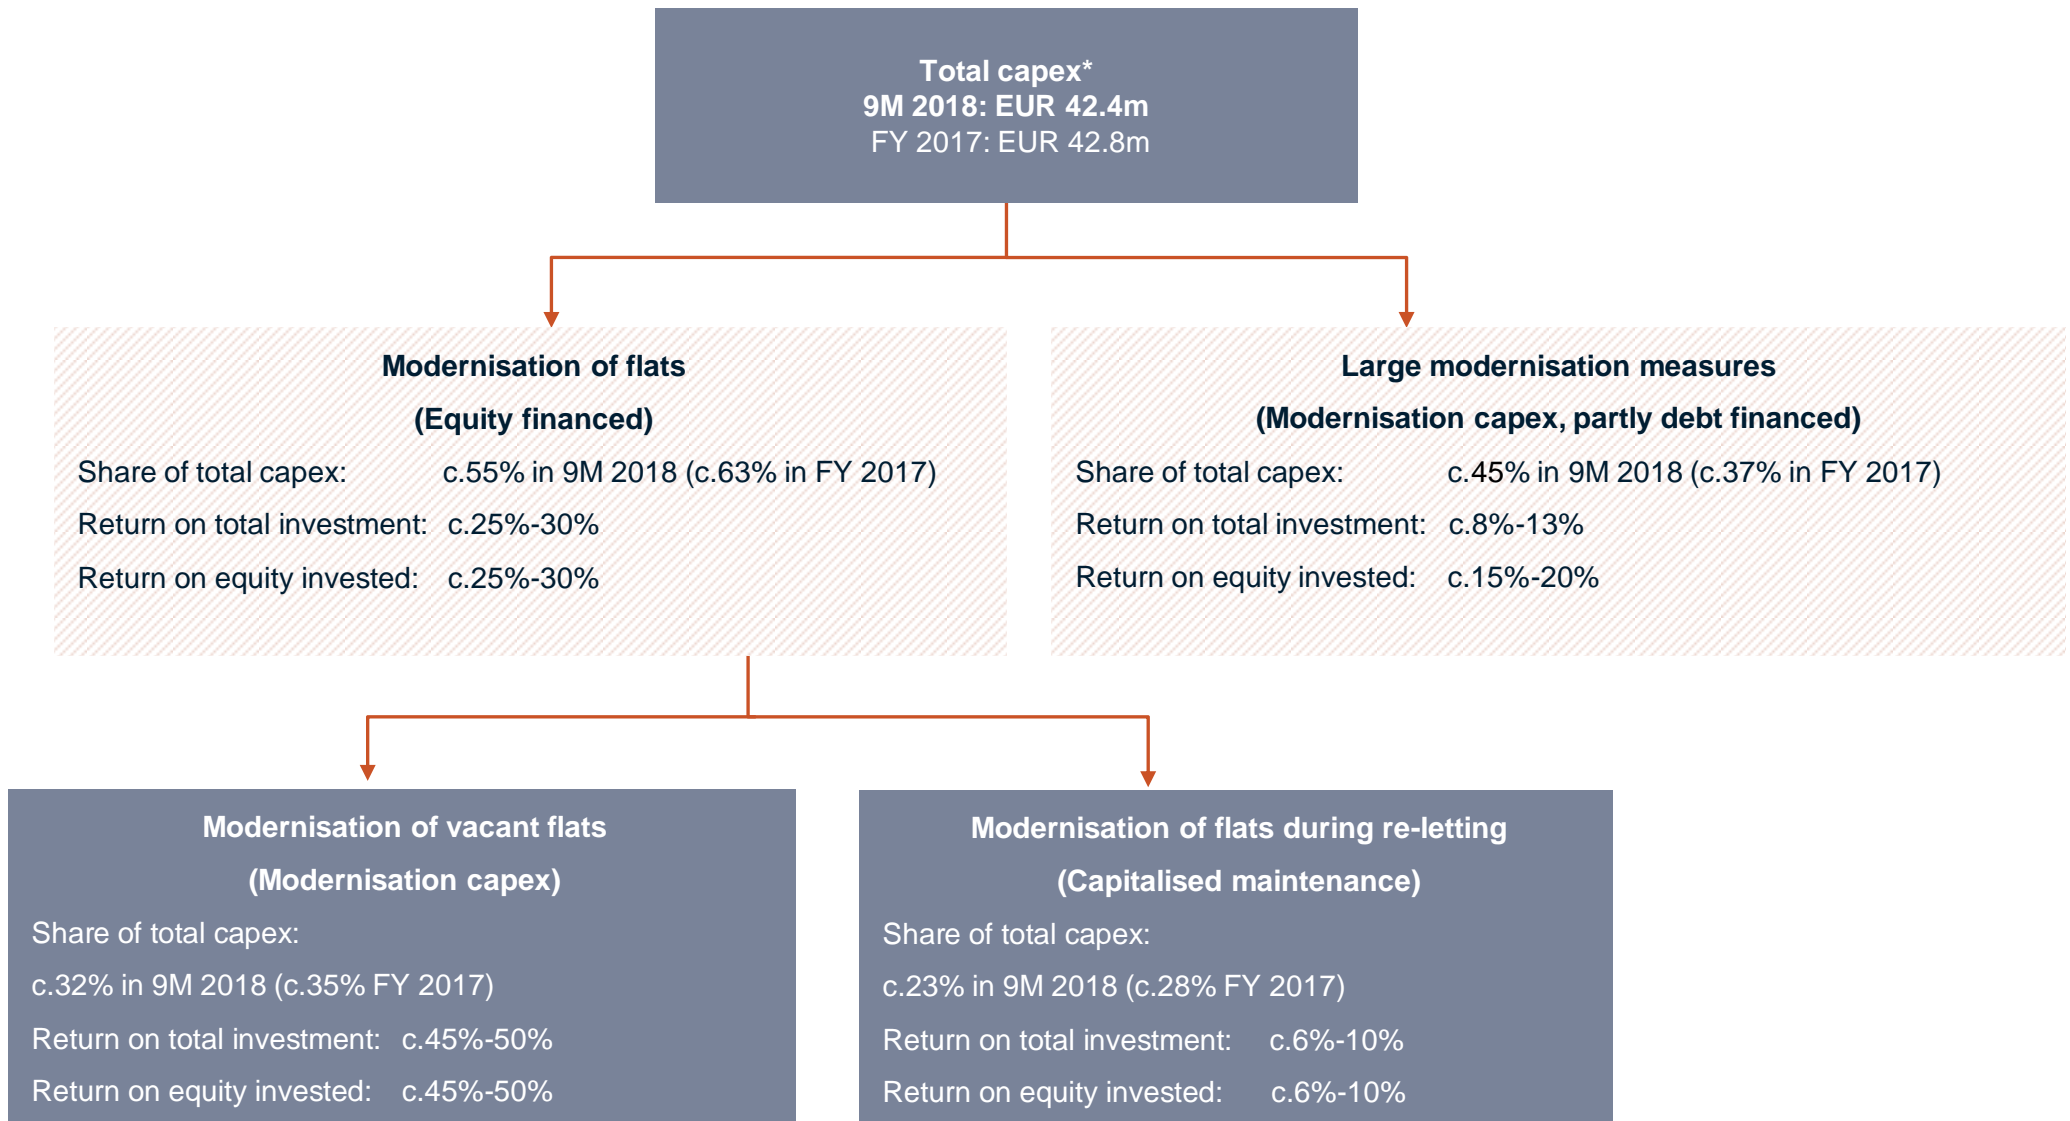 Total capex*
9M 2018: EUR 42.4m
FY 2017: EUR 42.8m
Modernisation of flats
(Equity financed)
Share of total capex: c.55% in 9M 2018 (c.63% in FY 2017)
Return on total investment: c.25%-30%
Return on equity invested: c.25%-30%
Large modernisation measures
(Modernisation capex, partly debt financed)
Share of total capex: c.45% in 9M 2018 (c.37% in FY 2017)
Return on total investment: c.8%-13%
Return on equity invested: c.15%-20%
Modernisation of vacant flats
(Modernisation capex)
Share of total capex:
c.32% in 9M 2018 (c.35% FY 2017)
Return on total investment: c.45%-50%
Return on equity invested: c.45%-50%
Modernisation of flats during re-letting
(Capitalised maintenance)
Share of total capex:
c.23% in 9M 2018 (c.28% FY 2017)
Return on total investment: c.6%-10%
Return on equity invested: c.6%-10%